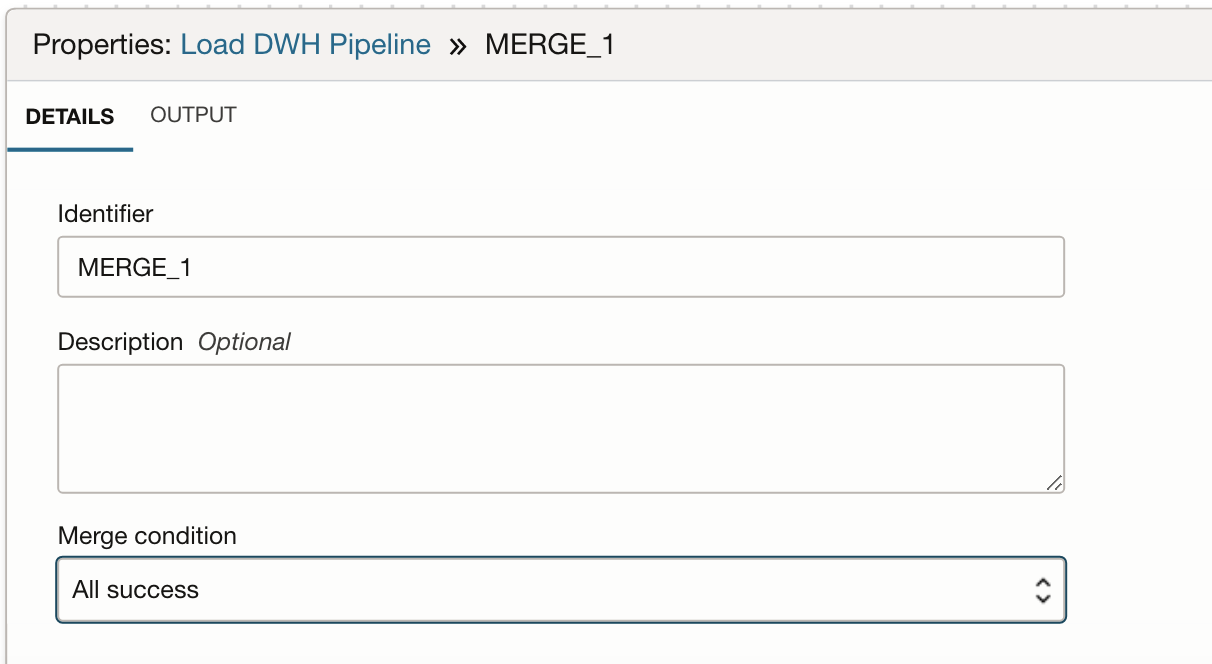 Properties: Load DWH Pipeline » MERGE_1
DETAILS OUTPUT
Identifier
MERGE_1
Description Optional
Merge condition
All success